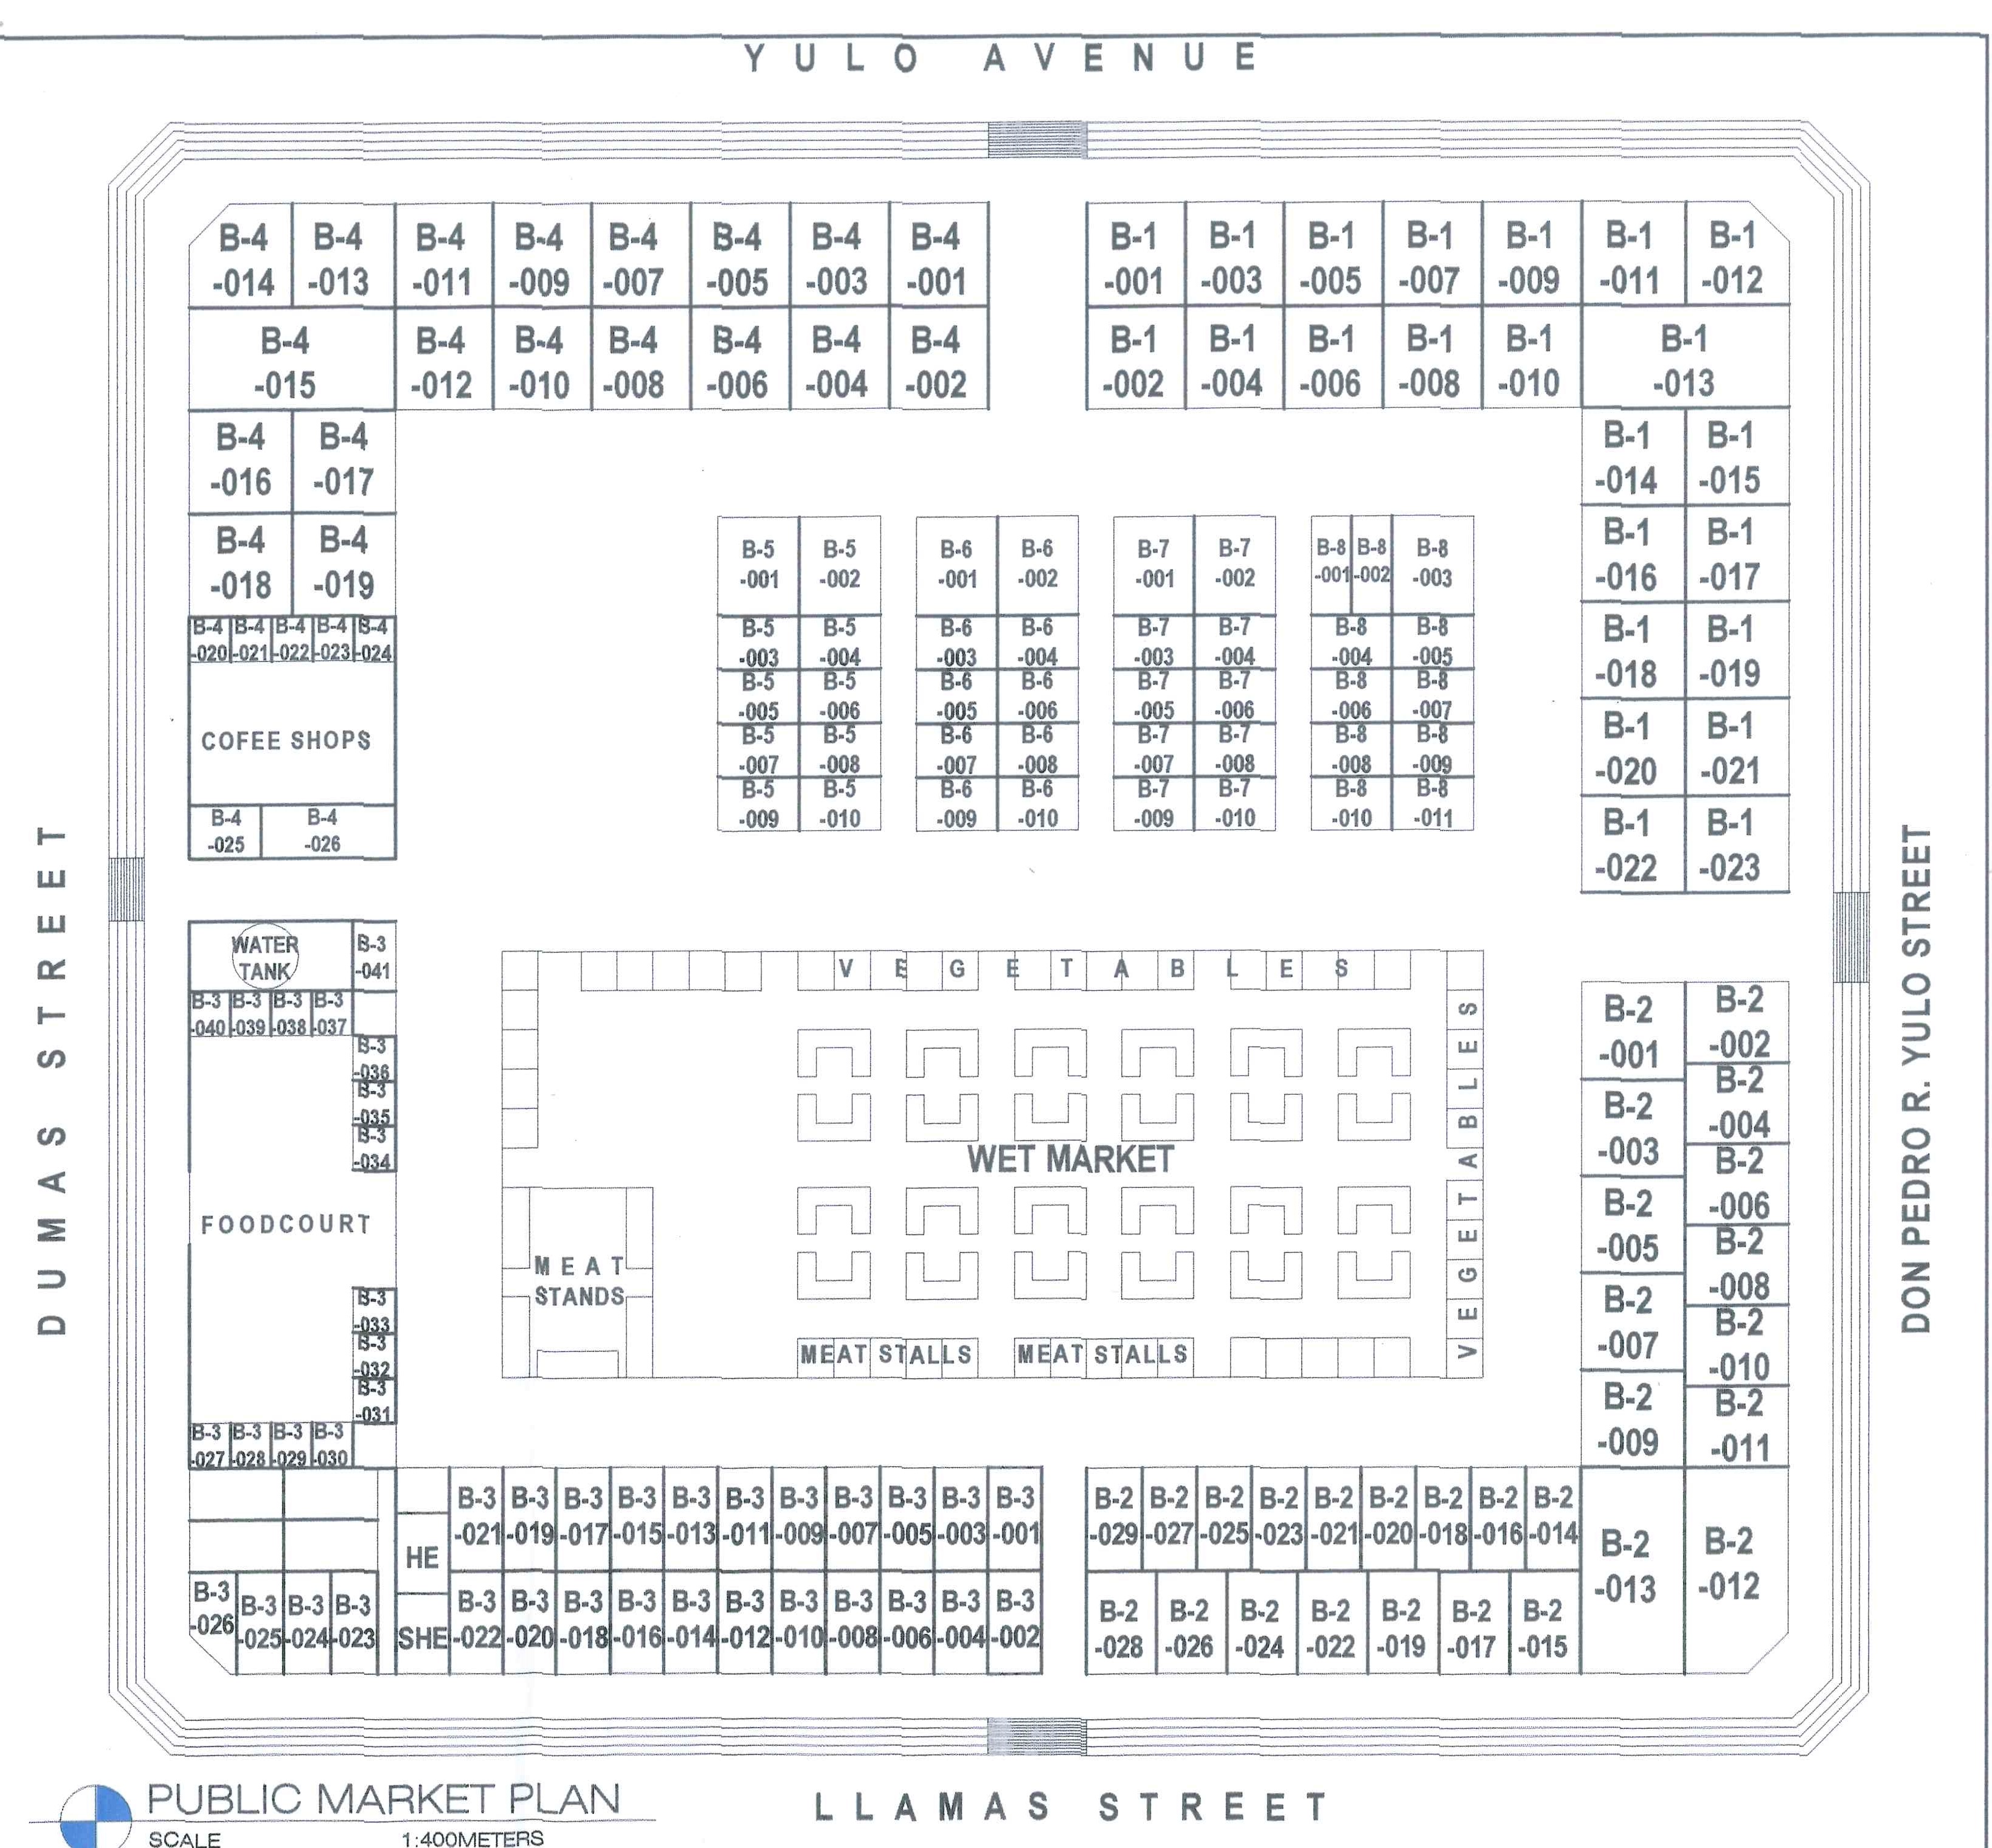 YULO AVENUE
B-4 B-4 B-4 B-4 B-4 B-4 B-4 B-4 B-1 B-1 B-1 B-1 B-1 B-1 B-1
-014 -013 -011 -009 -007 -005 -003 -001 -001 -003 -005 -007 -009 -011 -012
B-4 B-4 B-4 B-4 B-4 B-4 B-4 B-1 B-1 B-1 B-1 B-1 B-1
-015 -012 -010 -008 -006 -004 -002 -002 -004 -006 -008 -010 -013
B-4 B-4
-016 -017
B-4 B-4
-018 -019
B-4 B-4 B-4 B-4 B-4
-020 -021 -022 -023 -024
COFEE SHOPS
B-4 B-4
-025 -026
B-5 B-5 B-6 B-6 B-7 B-7 B-8 B-8 B-8
-001 -002 -001 -002 -001 -002 -001 -002 -003
B-5 B-5 B-6 B-6 B-7 B-7 B-8 B-8
-003 -004 -003 -004 -003 -004 -004 -005
B-5 B-5 B-6 B-6 B-7 B-7 B-8 B-8
-005 -006 -005 -006 -005 -006 -006 -007
B-5 B-5 B-6 B-6 B-7 B-7 B-8 B-8
-007 -008 -007 -008 -007 -008 -008 -009
B-5 B-5 B-6 B-6 B-7 B-7 B-8 B-8
-009 -010 -009 -010 -009 -010 -010 -011
B-1 B-1
-014 -015
B-1 B-1
-016 -017
B-1 B-1
-018 -019
B-1 B-1
-020 -021
B-1 B-1
-022 -023
DUMAS STREET
DON PEDRO R. YULO STREET
WATER
TANK
B-3
-041
B-3 B-3 B-3 B-3
-040 -039 -038 -037
B-3
-036
B-3
-035
B-3
-034
FOODCOURT
B-3
-033
B-3
-032
B-3
-031
B-3 B-3 B-3 B-3
-027 -028 -029 -030
VEGETABLES
VEGETABLES
WET MARKET
MEAT
STANDS
MEAT STALLS MEAT STALLS
B-2 B-2
-001 -002
B-2 B-2
-003 -004
B-2 B-2
-005 -006
B-2 B-2
-007 -008
B-2 B-2
-009 -010
B-2
-011
B-3 B-3 B-3 B-3 B-3 B-3 B-3 B-3 B-3 B-3 B-3 B-2 B-2 B-2 B-2 B-2 B-2 B-2 B-2 B-2
-021 -019 -017 -015 -013 -011 -009 -007 -005 -003 -001 -029 -027 -025 -023 -021 -020 -018 -016 -014
HE
B-2 B-2
-013 -012
B-3 B-3 B-3 B-3 B-3 B-3 B-3 B-3 B-3 B-3 B-3 B-3 B-3 B-3 B-3 B-2 B-2 B-2 B-2 B-2 B-2 B-2
-026 -025 -024 -023 SHE -022 -020 -018 -016 -014 -012 -010 -008 -006 -004 -002 -028 -026 -024 -022 -019 -017 -015
PUBLIC MARKET PLAN
SCALE 1:400METERS
LLAMAS STREET